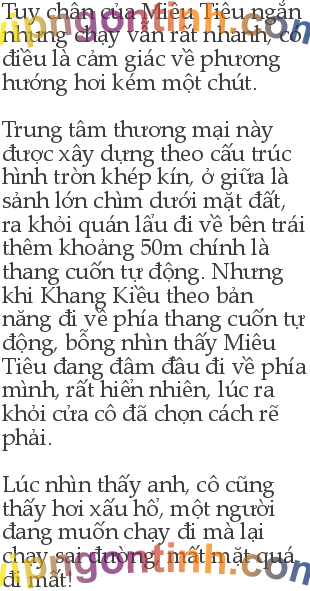 Tuy chân của Miêu Tiêu ngắn
nhưng chạy vẫn rất nhanh, có
điều là cảm giác về phương
hướng hơi kém một chút.

Trung tâm thương mại này
được xây dựng theo cấu trúc
hình tròn khép kín, ở giữa là
sảnh lớn chìm dưới mặt đất,
ra khỏi quán lẩu đi về bên trái
thêm khoảng 50m chính là
thang cuốn tự động. Nhưng
khi Khang Kiều theo bản
năng đi về phía thang cuốn tự
động, bỗng nhìn thấy Miêu
Tiêu đang đâm đầu đi về phía
mình, rất hiển nhiên, lúc ra
khỏi cửa cô đã chọn cách rẽ
phải.

Lúc nhìn thấy anh, cô cũng
thấy hơi xấu hổ, một người
đang muốn chạy đi mà lại
chạy sai đường, mất mặt quá
đi mất!
vipngontinh.com
vipngontinh.com